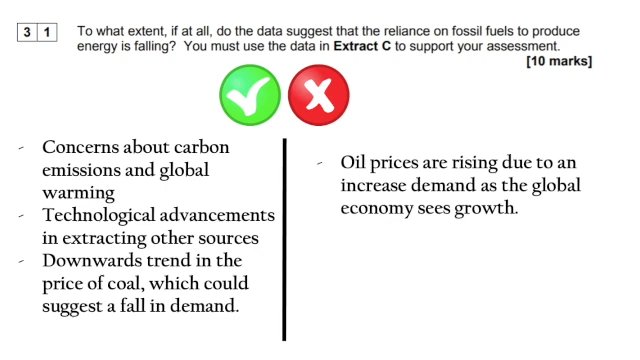 3 1 To what extent, if at all, do the data suggest that the reliance on fossil fuels to produce
energy is falling? You must use the data in Extract C to support your assessment.
[10 marks]
- Concerns about carbon
emissions and global
warming
- Technological advancements
in extracting other sources
- Downwards trend in the
price of coal, which could
suggest a fall in demand.
- Oil prices are rising due to an
increase demand as the global
economy sees growth.